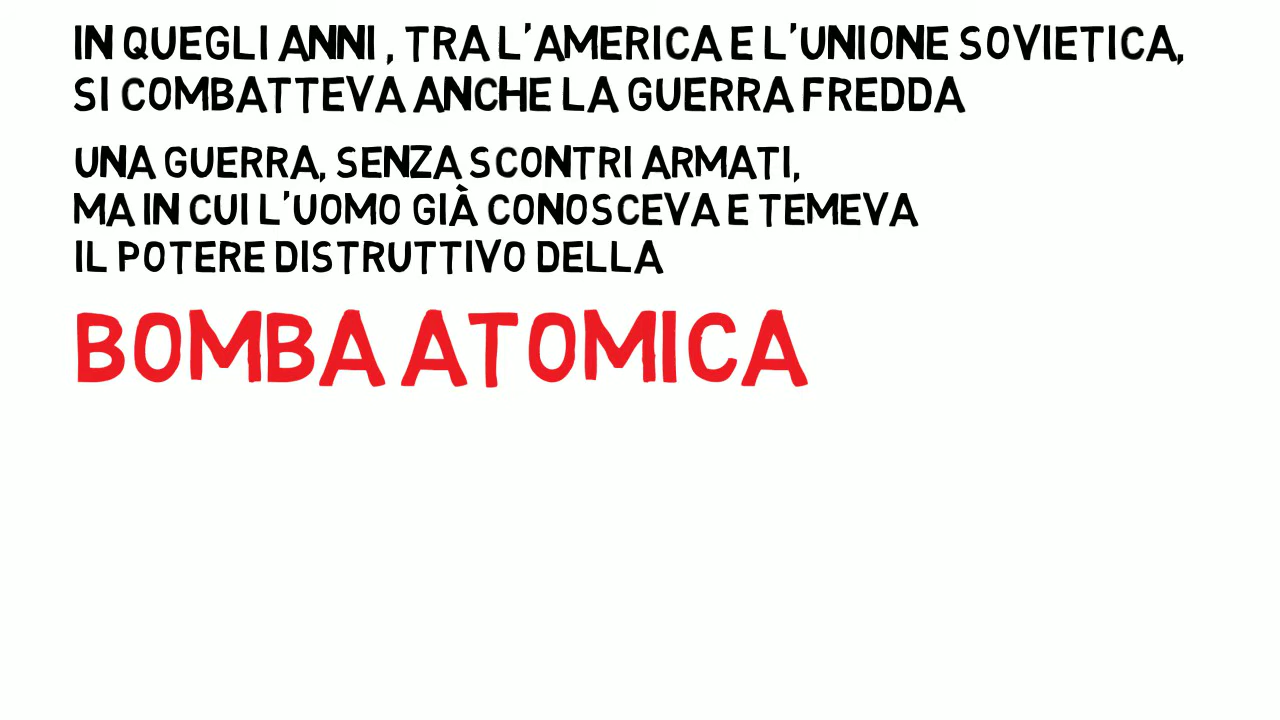 IN QUEGLI ANNI , TRA L'AMERICA E L'UNIONE SOVIETICA,
SI COMBATTEVA ANCHE LA GUERRA FREDDA
UNA GUERRA, SENZA SCONTRI ARMATI,
MA IN CUI L'UOMO GIÀ CONOSCEVA E TEMEVA
IL POTERE DISTRUTTIVO DELLA
BOMBA ATOMICA